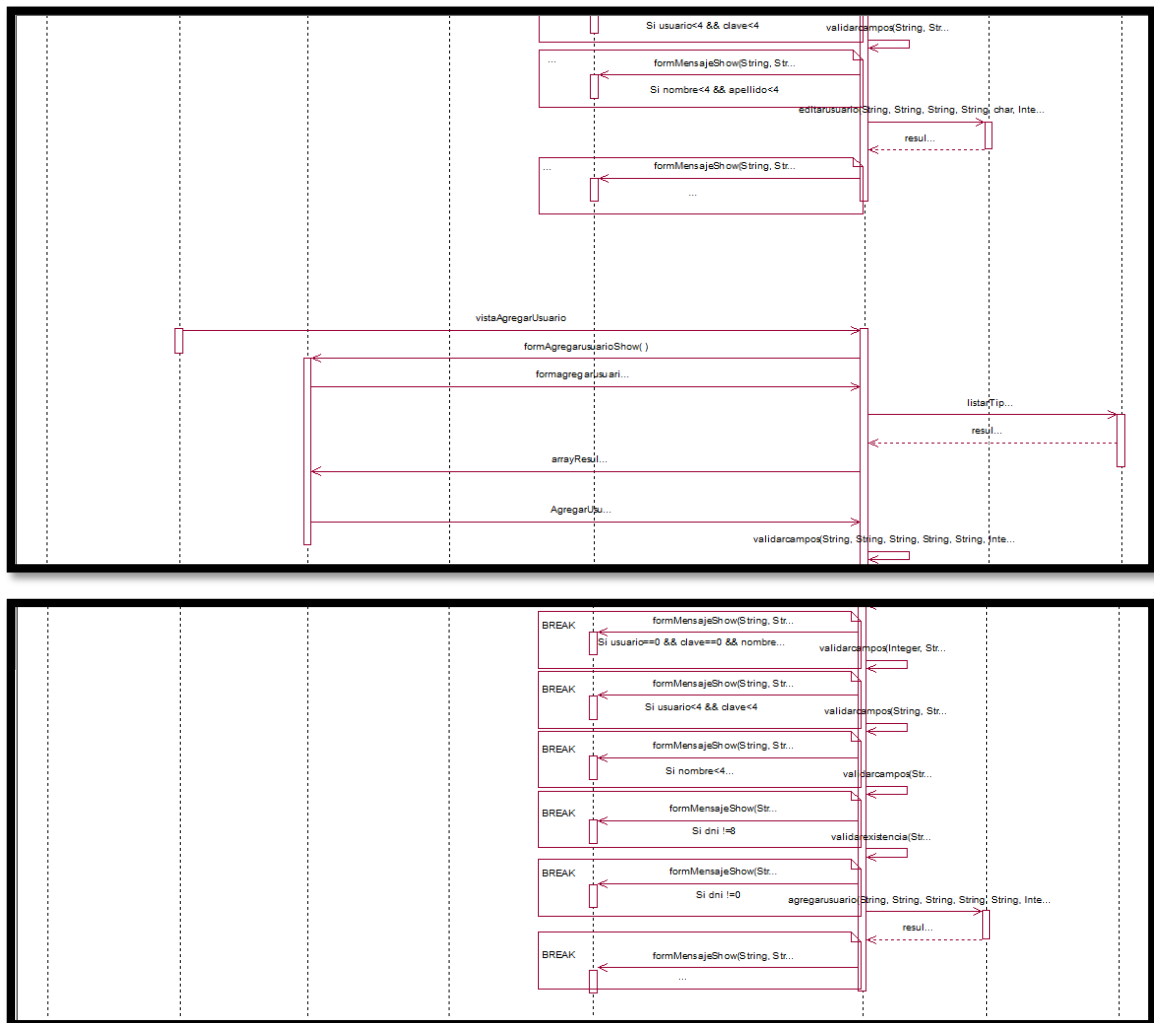 Si usuario<4 && clave<4
validarcampos(String, Str...
...
formMensajeShow(String, Str...
Si nombre<4 && apellido<4
editarusuario(String, String, String, String, char, Inte...
resul...
...
formMensajeShow(String, Str...
...
vistaAgregarUsuario
formAgregarusuarioShow( )
formagregarusuari...
listarTip...
resul...
arrayResul...
AgregarUsu...
validarcampos(String, String, String, String, String, Inte...
BREAK
formMensajeShow(String, Str...
Si usuario==0 && clave==0 && nombre...
validarcampos(Integer, Str...
BREAK
formMensajeShow(String, Str...
Si usuario<4 && clave<4
validarcampos(String, Str...
BREAK
formMensajeShow(String, Str...
Si nombre<4...
validarcampos(Str...
BREAK
formMensajeShow(Str...
Si dni !=8
validarexistencia(Str...
BREAK
formMensajeShow(Str...
Si dni !=0
agregarusuario(String, String, String, String, String, Inte...
resul...
BREAK
formMensajeShow(String, Str...
...